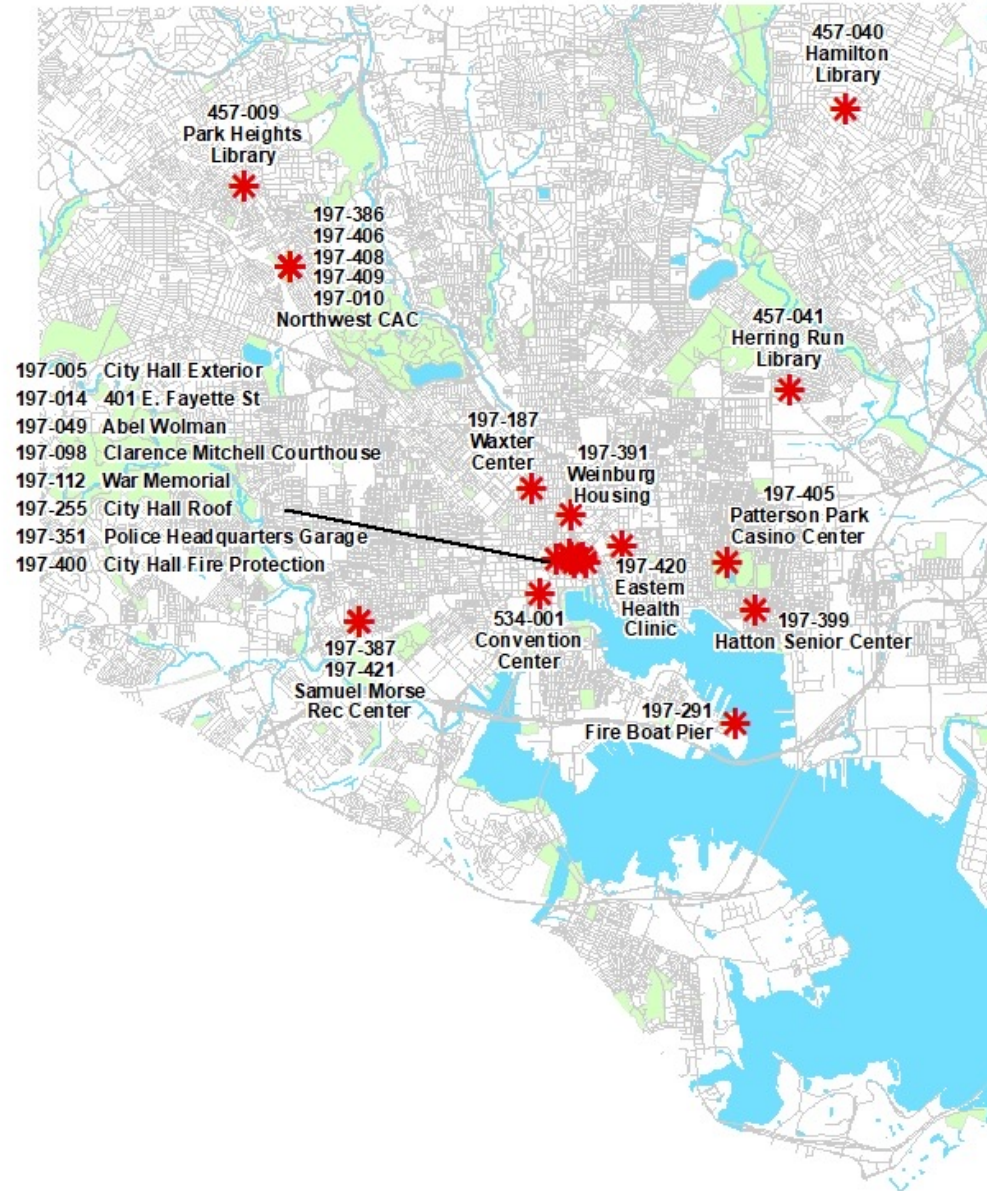 457-040
Hamilton
Library
457-009
Park Heights
Library
197-386
197-406
197-408
197-409
197-010
Northwest CAC
457-041
Herring Run
Library
197-005 City Hall Exterior
197-014 401 E. Fayette St
197-049 Abel Wolman
197-098 Clarence Mitchell Courthouse
197-112 War Memorial
197-255 City Hall Roof
197-351 Police Headquarters Garage
197-400 City Hall Fire Protection
197-187
Waxter
Center
197-391
Weinburg
Housing
197-405
Patterson Park
Casino Center
197-420
Eastern
Health
Clinic
534-001
Convention
Center
197-399
Hatton Senior Center
197-387
197-421
Samuel Morse
Rec Center
197-291
Fire Boat Pier